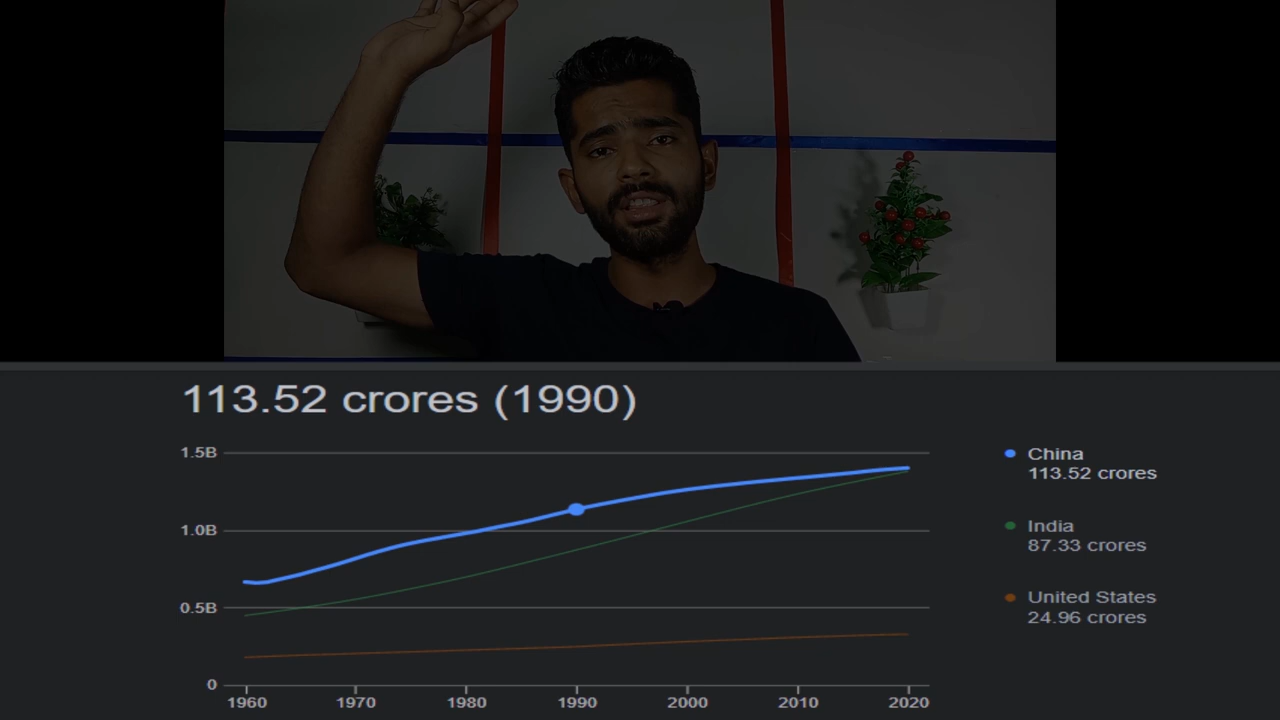 113.52 crores (1990)
1.5B
1.0B
0.5B
0
1960 1970 1980 1990 2000 2010 2020
China
113.52 crores
India
87.33 crores
United States
24.96 crores